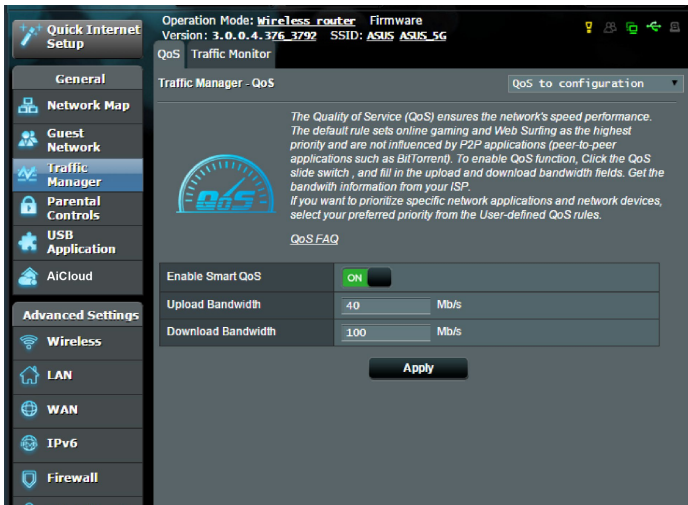 Quick Internet
Setup
Operation Mode: Wireless router Firmware
Version: 3.0.0.4.376_3792 SSID: ASUS ASUS_5G
QoS Traffic Monitor
General
Network Map
Guest
Network
Traffic
Manager
Parental
Controls
USB
Application
AiCloud
Advanced Settings
Wireless
LAN
WAN
IPv6
Firewall
Traffic Manager - QoS
QoS to configuration
QoS
The Quality of Service (QoS) ensures the network's speed performance.
The default rule sets online gaming and Web Surfing as the highest
priority and are not influenced by P2P applications (peer-to-peer
applications such as BitTorrent). To enable QoS function, Click the QoS
slide switch , and fill in the upload and download bandwidth fields. Get the
bandwith information from your ISP.
If you want to prioritize specific network applications and network devices,
select your preferred priority from the User-defined QoS rules.
QoS FAQ
Enable Smart QoS ON
Upload Bandwidth 40 Mb/s
Download Bandwidth 100 Mb/s
Apply